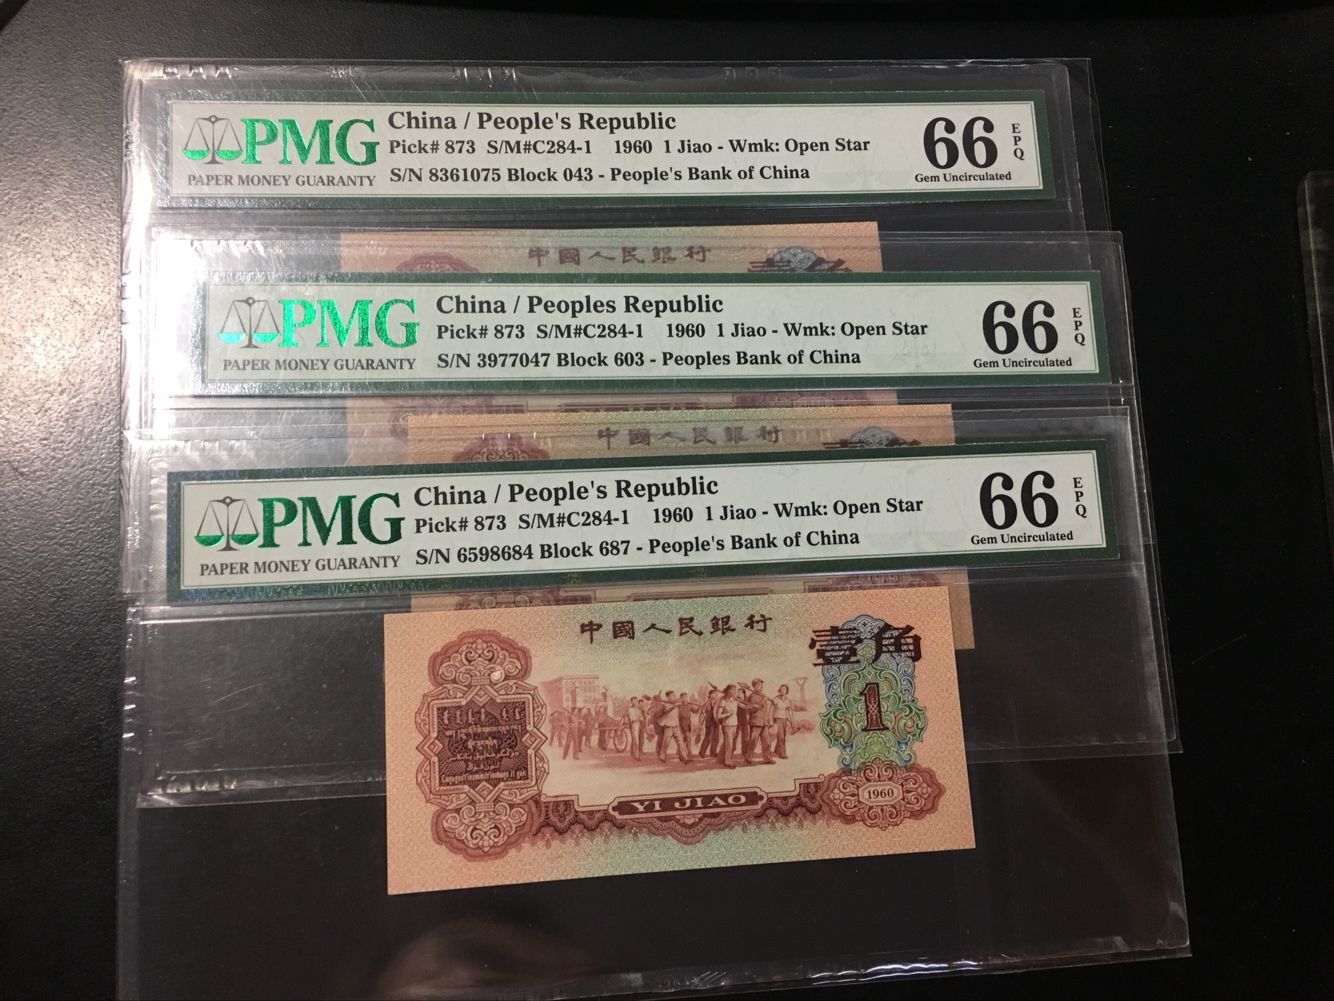 PMG
PAPER MONEY GUARANTY
China / People's Republic
Pick# 873 S/M#C284-1 1960 1 Jiao - Wmk: Open Star
S/N 8361075 Block 043 - People's Bank of China
66 EPQ
Gem Uncirculated
中國人民銀行
壹角
PMG
PAPER MONEY GUARANTY
China / Peoples Republic
Pick# 873 S/M#C284-1 1960 1 Jiao - Wmk: Open Star
S/N 3977047 Block 603 - Peoples Bank of China
66 EPQ
Gem Uncirculated
中國人民銀行
PMG
PAPER MONEY GUARANTY
China / People's Republic
Pick# 873 S/M#C284-1 1960 1 Jiao - Wmk: Open Star
S/N 6598684 Block 687 - People's Bank of China
66 EPQ
Gem Uncirculated
中國人民銀行
壹角
1
YI JIAO
1960